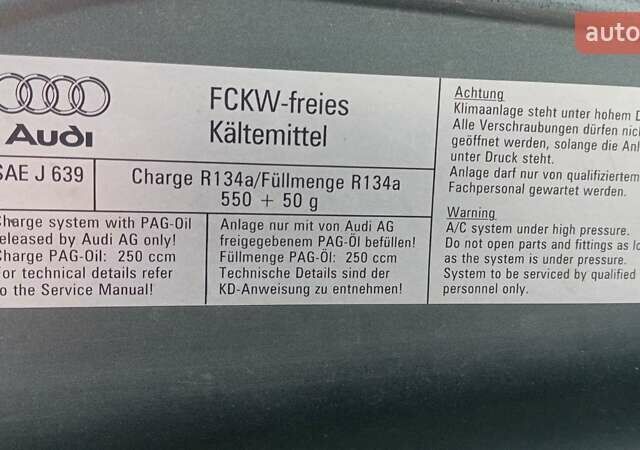 auto
Audi
FCKW-freies
Kältemittel
SAE J 639
Charge R134a/Füllmenge R134a
550 + 50 g
Charge system with PAG-Oil
released by Audi AG only!
Charge PAG-Oil: 250 ccm
For technical details refer
to the Service Manual!
Anlage nur mit von Audi AG
freigegebenem PAG-Öl befüllen!
Füllmenge PAG-Öl: 250 ccm
Technische Details sind der
KD-Anweisung zu entnehmen!
Achtung
Klimaanlage steht unter hohem D
Alle Verschraubungen dürfen nic
geöffnet werden, solange die Anl
unter Druck steht.
Anlage darf nur von qualifiziertem
Fachpersonal gewartet werden.
Warning
A/C system under high pressure.
Do not open parts and fittings as lo
as the system is under pressure.
System to be serviced by qualified
personnel only.